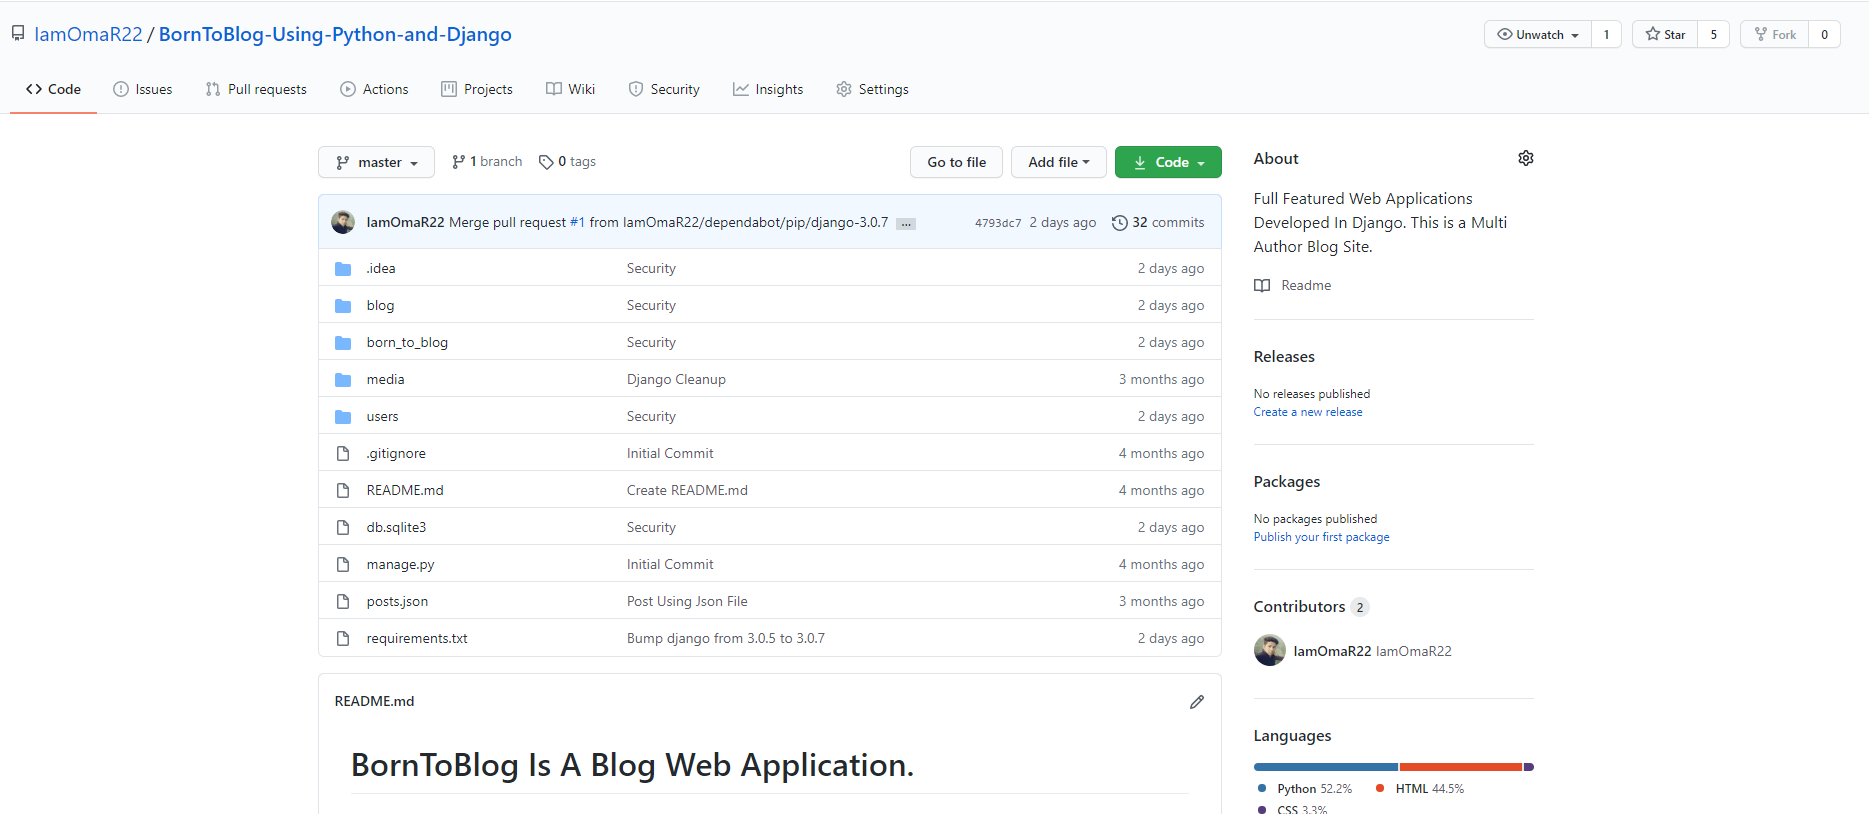 IamOmaR22 / BornToBlog-Using-Python-and-Django
Unwatch 1 Star 5 Fork 0
Code Issues Pull requests Actions Projects Wiki Security Insights Settings
master 1 branch 0 tags Go to file Add file Code
IamOmaR22 Merge pull request #1 from IamOmaR22/dependabot/pip/django-3.0.7 ... 4793dc7 2 days ago 32 commits
.idea Security 2 days ago
blog Security 2 days ago
born_to_blog Security 2 days ago
media Django Cleanup 3 months ago
users Security 2 days ago
.gitignore Initial Commit 4 months ago
README.md Create README.md 4 months ago
db.sqlite3 Security 2 days ago
manage.py Initial Commit 4 months ago
posts.json Post Using Json File 3 months ago
requirements.txt Bump django from 3.0.5 to 3.0.7 2 days ago
README.md
BornToBlog Is A Blog Web Application.
About
Full Featured Web Applications
Developed In Django. This is a Multi
Author Blog Site.
Readme
Releases
No releases published
Create a new release
Packages
No packages published
Publish your first package
Contributors 2
IamOmaR22 IamOmaR22
Languages
Python 52.2% HTML 44.5%
CSS 3.3%